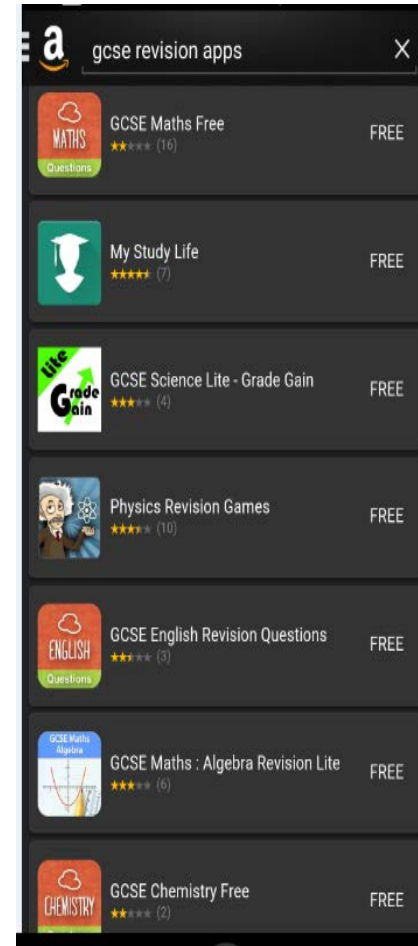 a
gcse revision apps
X
MATHS
Questions
GCSE Maths Free
(16)
FREE
My Study Life
(7)
FREE
Lite
Grade
Gain
GCSE Science Lite - Grade Gain
(4)
FREE
Physics Revision Games
(10)
FREE
ENGLISH
Questions
GCSE English Revision Questions
(3)
FREE
GCSE Maths
Algebra
GCSE Maths : Algebra Revision Lite
(6)
FREE
CHEMISTRY
GCSE Chemistry Free
(2)
FREE